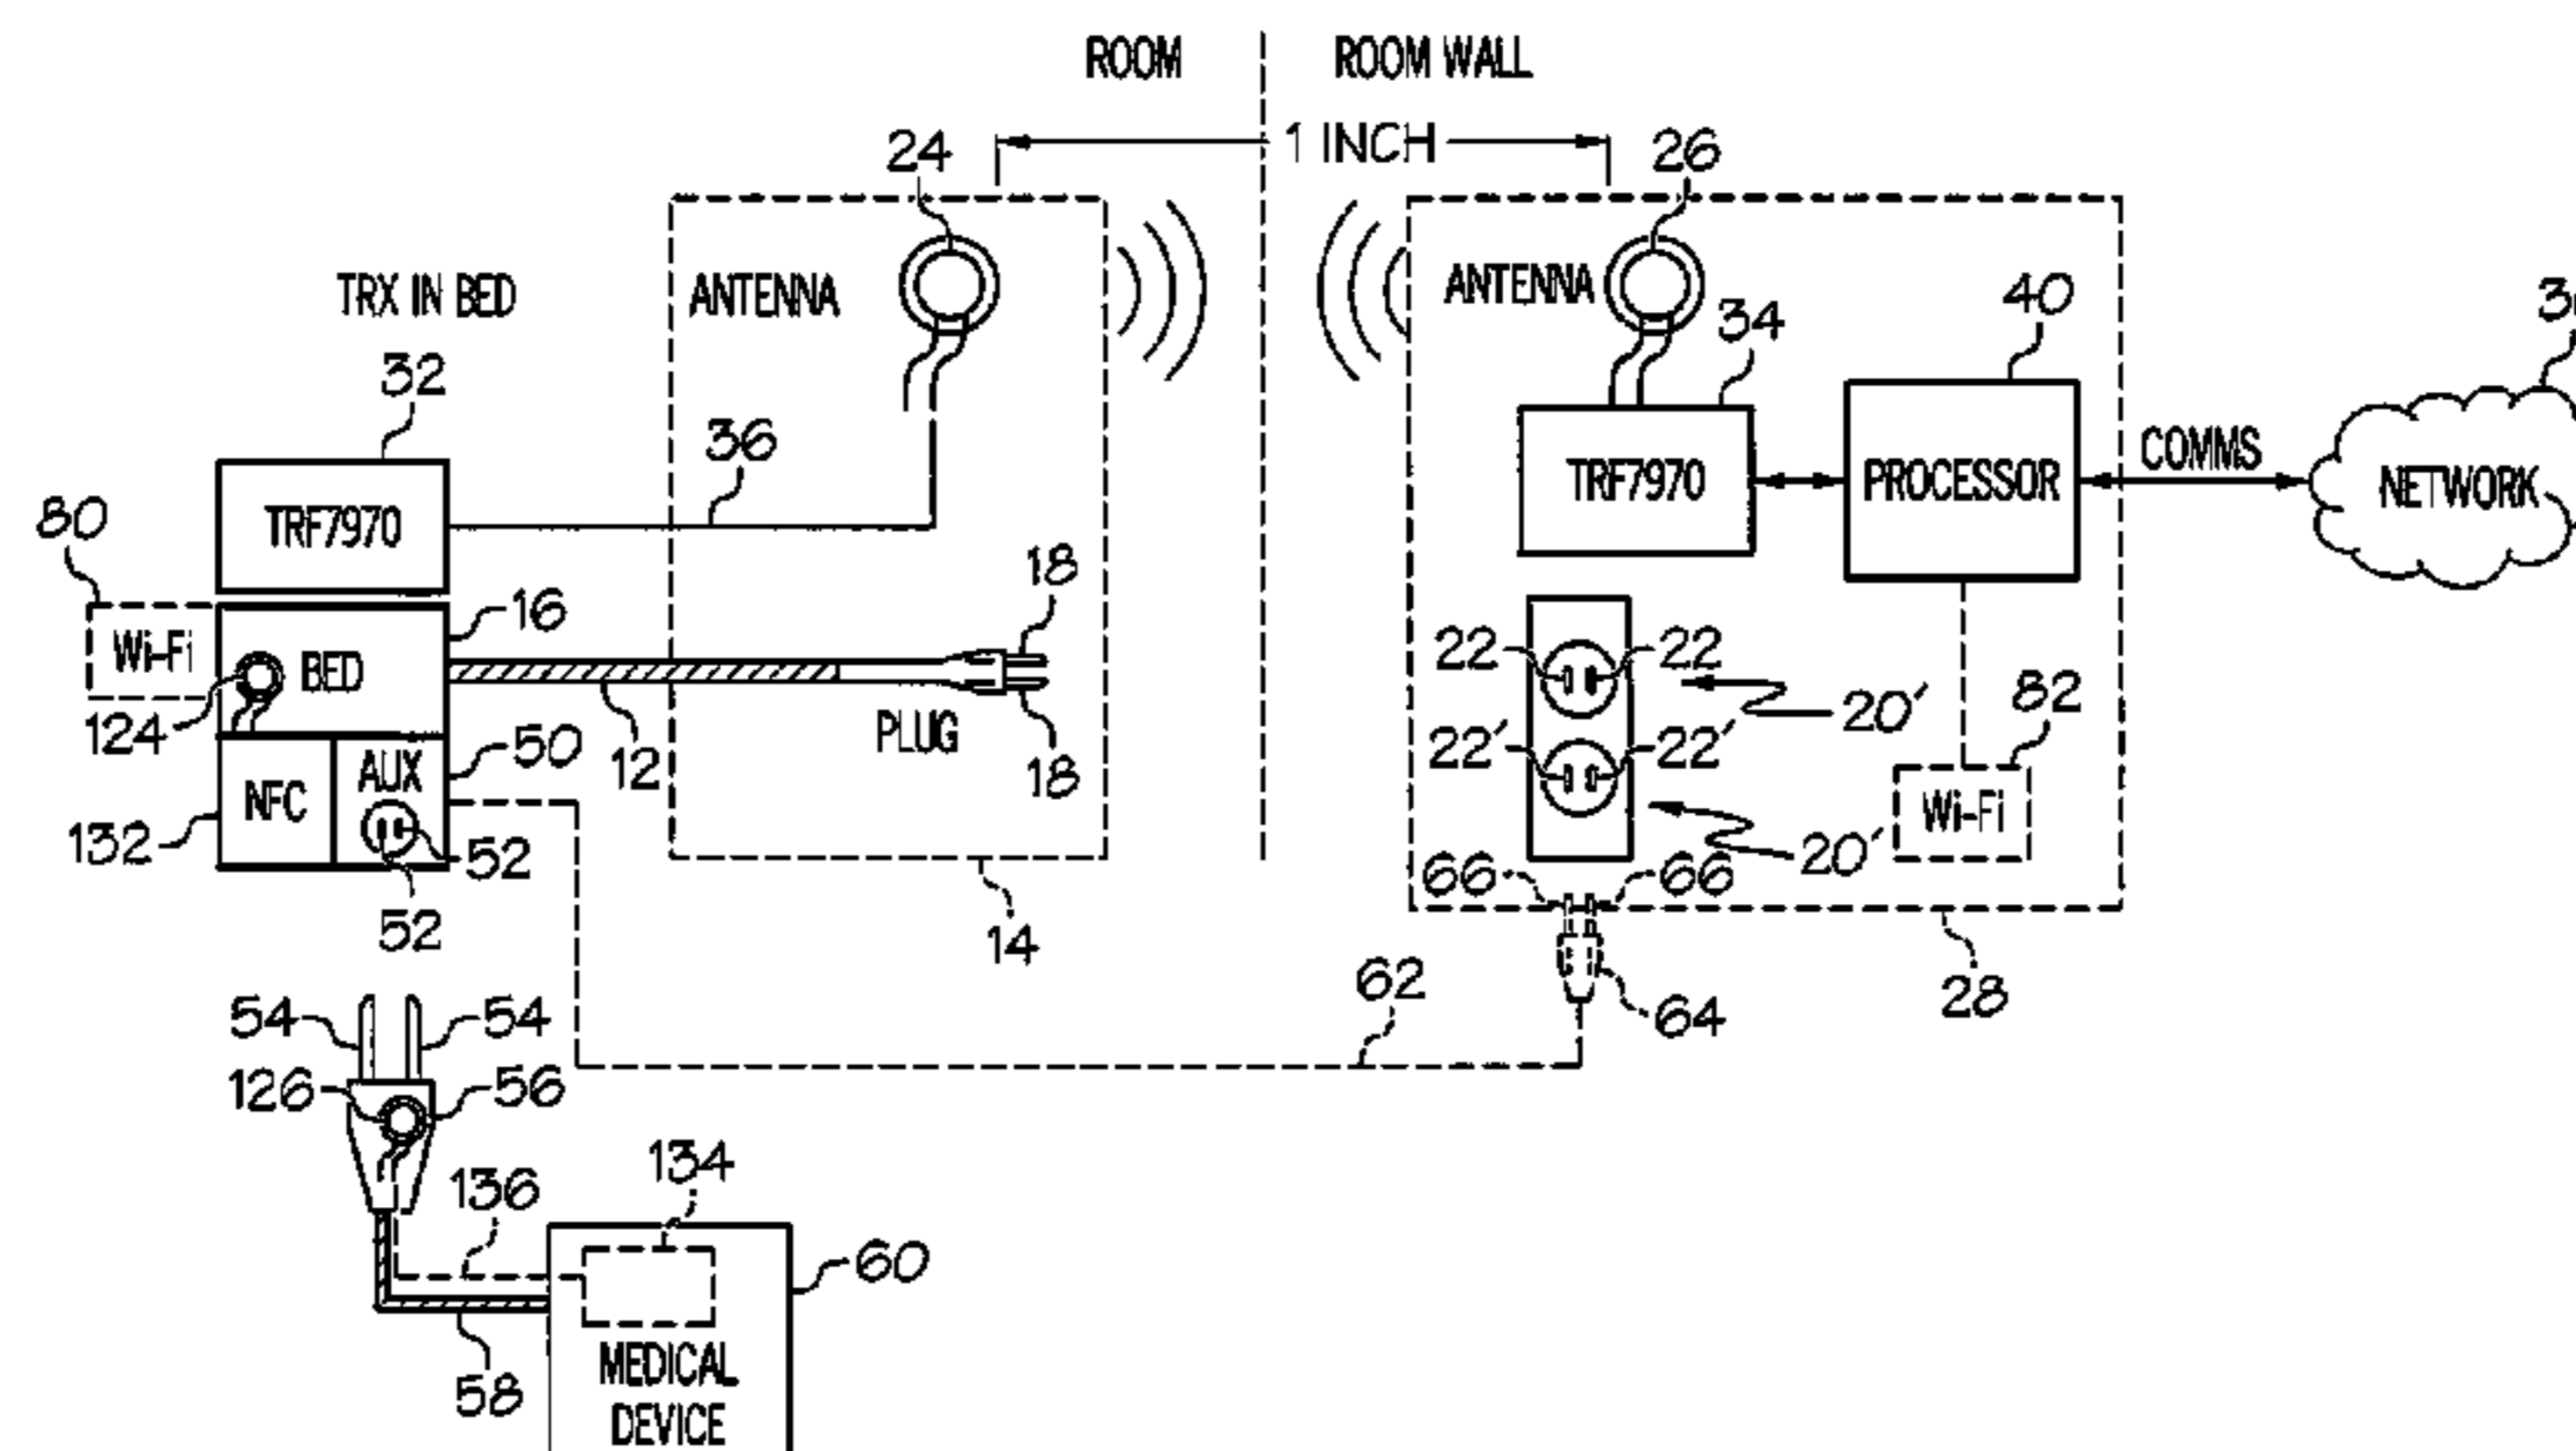 ROOM
ROOM WALL
1 INCH
24
26
TRX IN BED
ANTENNA
ANTENNA
34
40
32
36
TRF7970
TRF7970
PROCESSOR
COMMS
NETWORK
80
Wi-Fi
16
BED
18
124
12
PLUG
18
22
22
20′
82
22′
22′
20′
Wi-Fi
50
AUX
NFC
132
52
52
14
66
66
28
62
64
54
54
126
56
136
134
60
58
MEDICAL
DEVICE